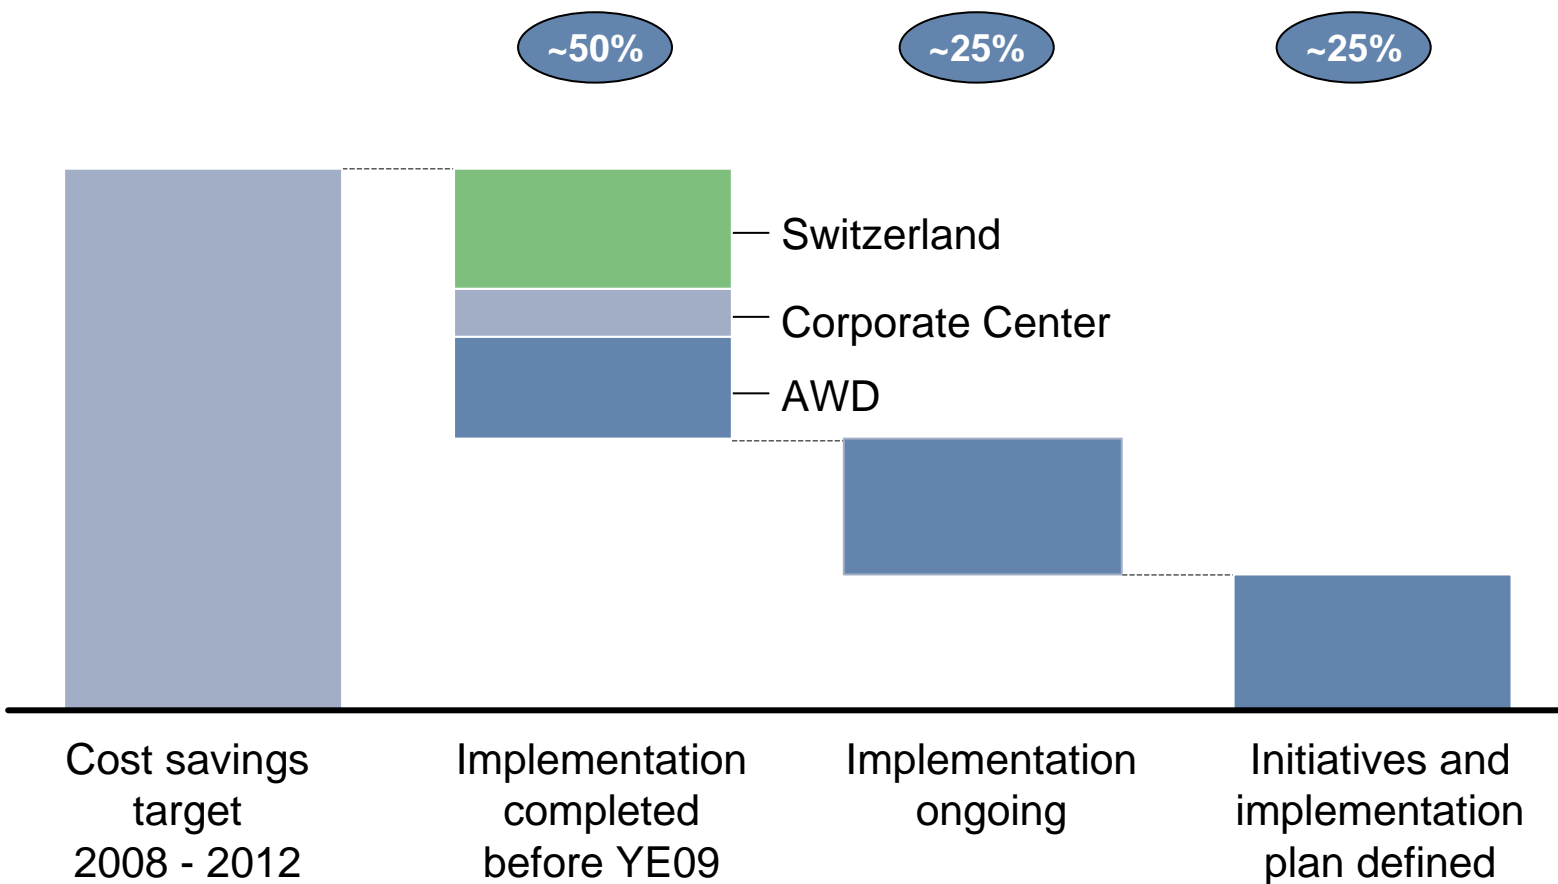 ~50%
~25%
~25%
Switzerland
Corporate Center
AWD
Cost savings
target
2008 - 2012
Implementation
completed
before YE09
Implementation
ongoing
Initiatives and
implementation
plan defined